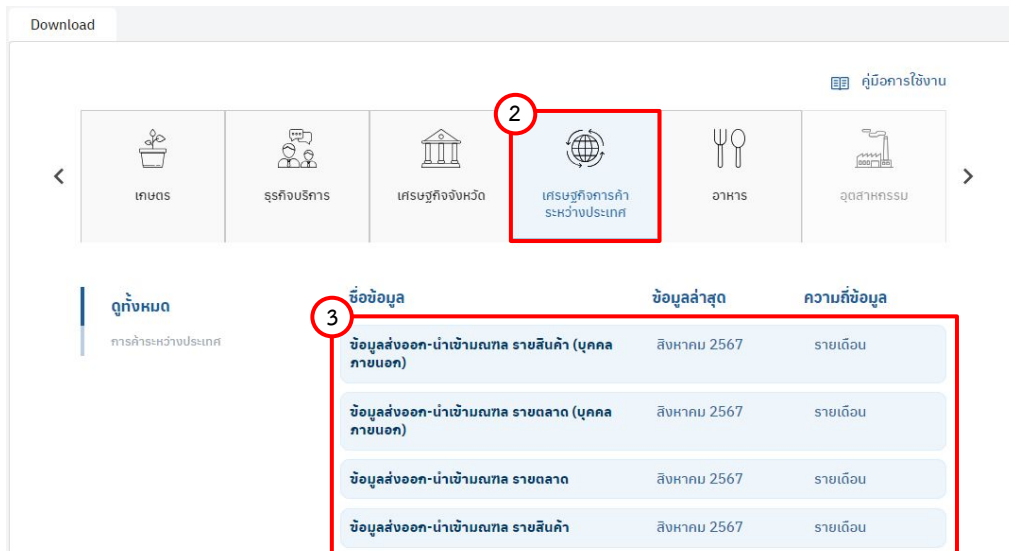 Download
คู่มือการใช้งาน
2
เกษตร
ธุรกิจบริการ
เศรษฐกิจจังหวัด
เศรษฐกิจการค้า
ระหว่างประเทศ
อาหาร
อุตสาหกรรม
ดูทั้งหมด
การค้าระหว่างประเทศ
3
ชื่อข้อมูล ข้อมูลล่าสุด ความถี่ข้อมูล
ข้อมูลส่งออก-นำเข้ามณฑล รายสินค้า (บุคคล สิงหาคม 2567 รายเดือน
ภายนอก)
ข้อมูลส่งออก-นำเข้ามณฑล รายตลาด (บุคคล สิงหาคม 2567 รายเดือน
ภายนอก)
ข้อมูลส่งออก-นำเข้ามณฑล รายตลาด สิงหาคม 2567 รายเดือน
ข้อมูลส่งออก-นำเข้ามณฑล รายสินค้า สิงหาคม 2567 รายเดือน